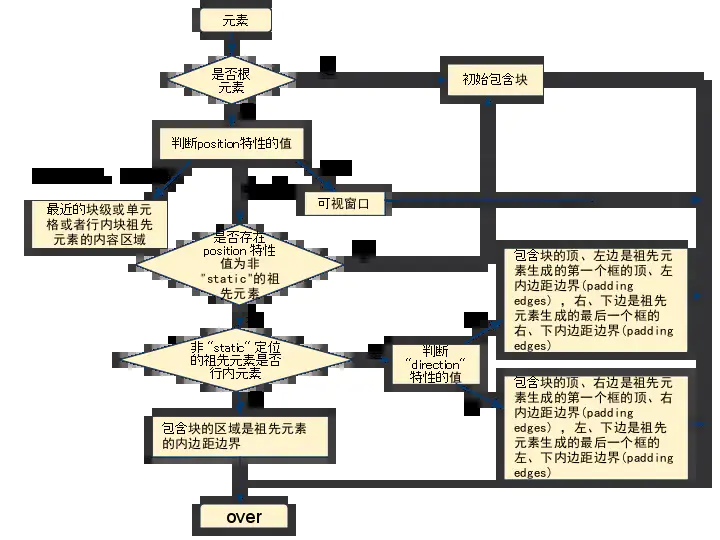 元素
是否根
元素
初始包含块
判断position特性的值
最近的块级或单元
格或者行内块祖先
元素的内容区域
可视窗口
是否存在
position 特性
值为非
"static"的祖
先元素
包含块的顶、左边是祖先元
素生成的第一个框的顶、左
内边距边界(padding
edges) ，右、下边是祖先
元素生成的最后一个框的
右、下内边距边界(padding
edges)
非 “static” 定位
的祖先元素是否
行内元素
判断
“direction“
特性的值
包含块的顶、右边是祖先元
素生成的第一个框的顶、右
内边距边界(padding
edges) ，左、下边是祖先
元素生成的最后一个框的
左、下内边距边界(padding
edges)
包含块的区域是祖先元素
的内边距边界
over